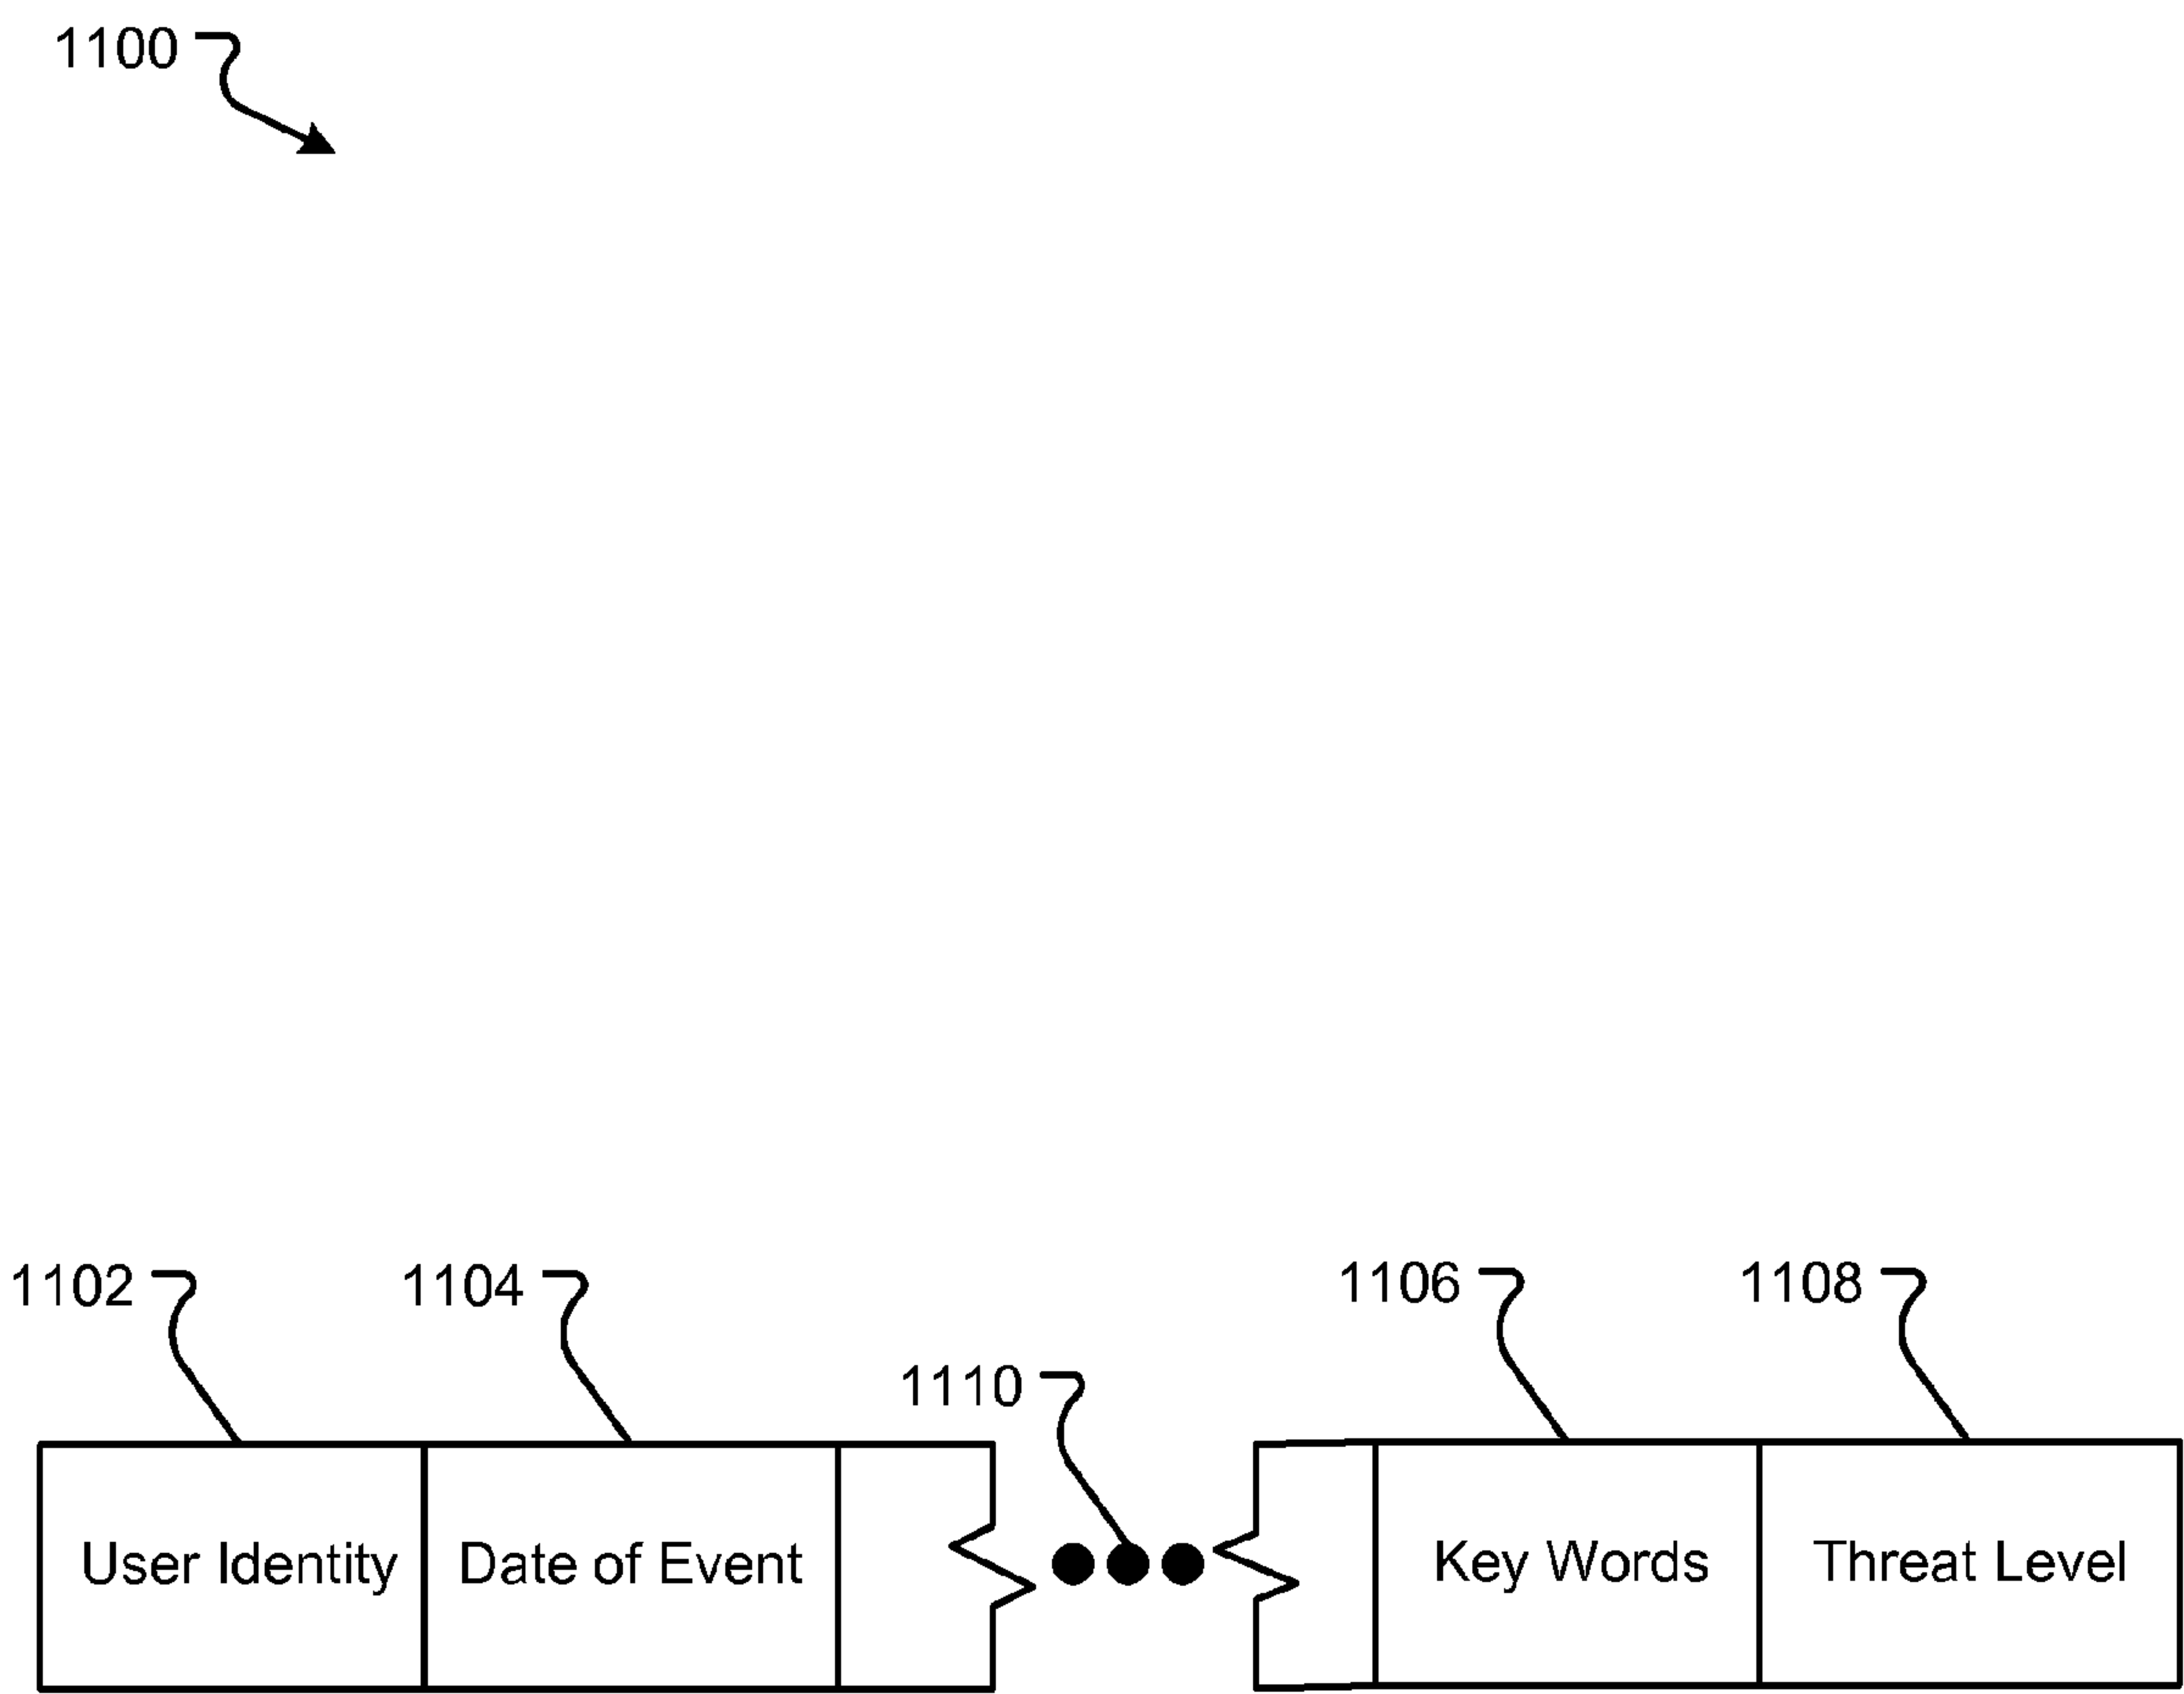 1100
1102 1104 1106 1108
1110
User Identity Date of Event Key Words Threat Level